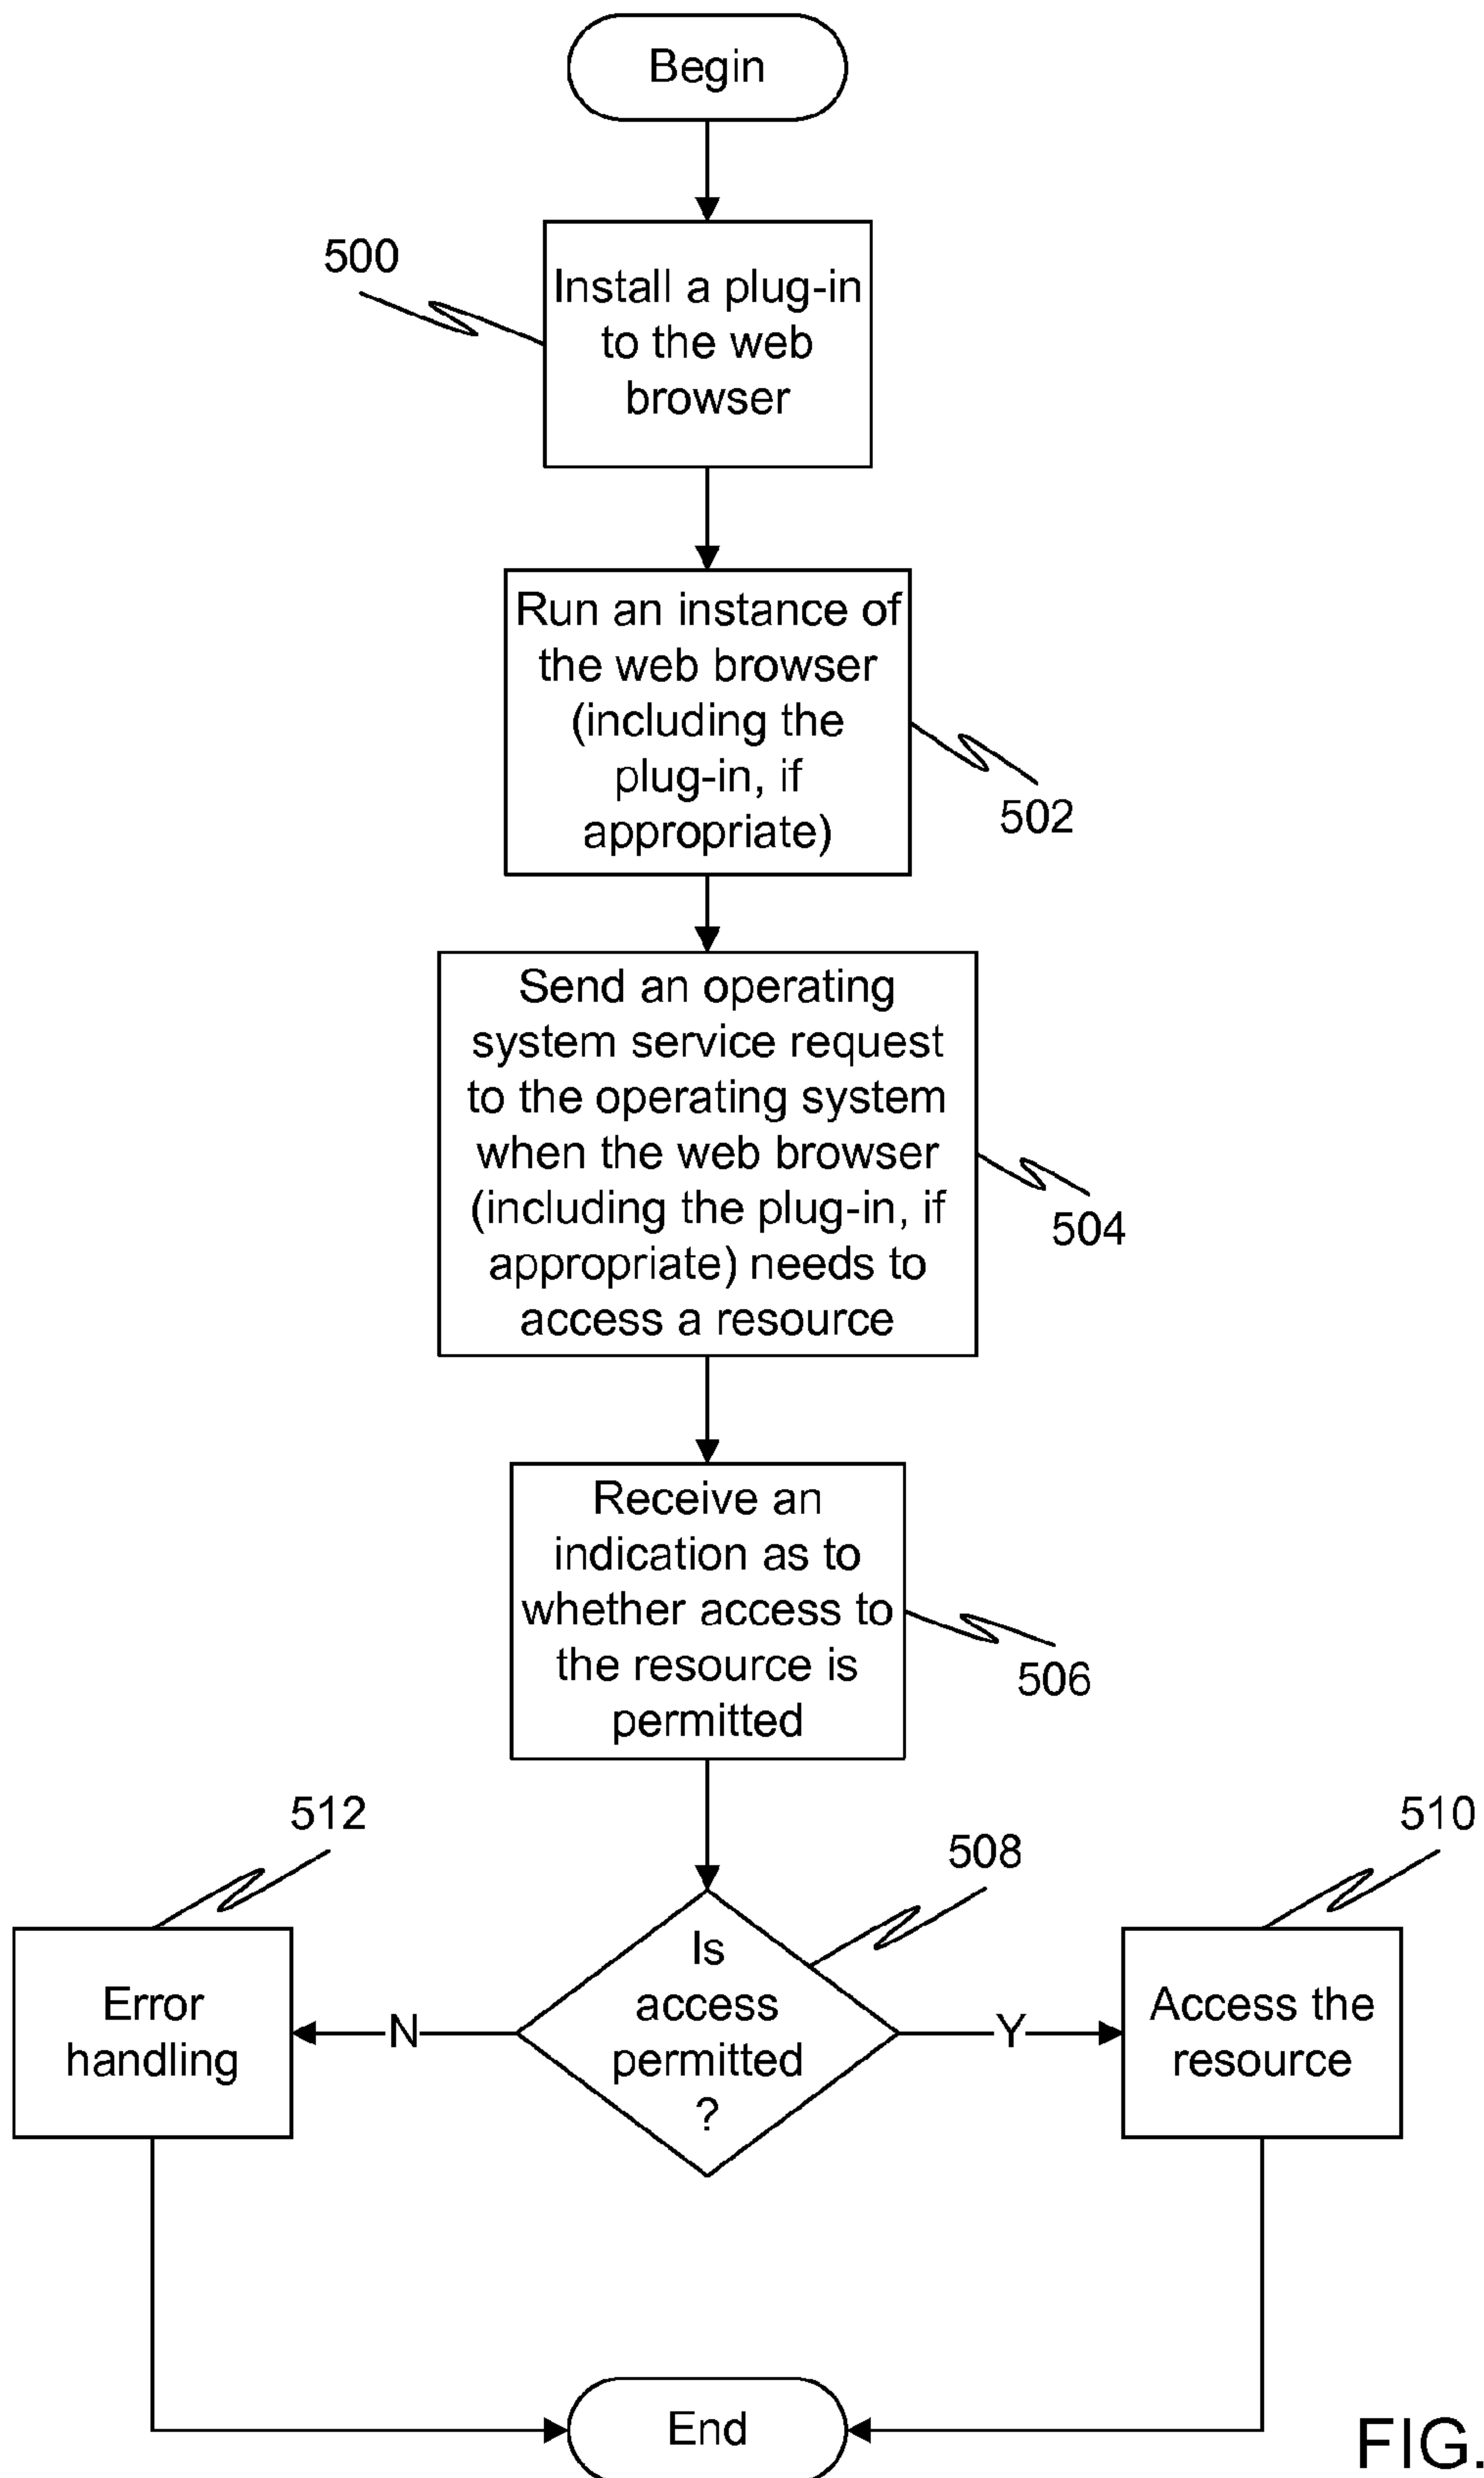 Begin
500
Install a plug-in
to the web
browser
Run an instance of
the web browser
(including the
plug-in, if
appropriate)
502
Send an operating
system service request
to the operating system
when the web browser
(including the plug-in, if
appropriate) needs to
access a resource
504
Receive an
indication as to
whether access to
the resource is
permitted
506
512
508
510
Error
handling
N
Is
access
permitted
?
Y
Access the
resource
End
FIG.